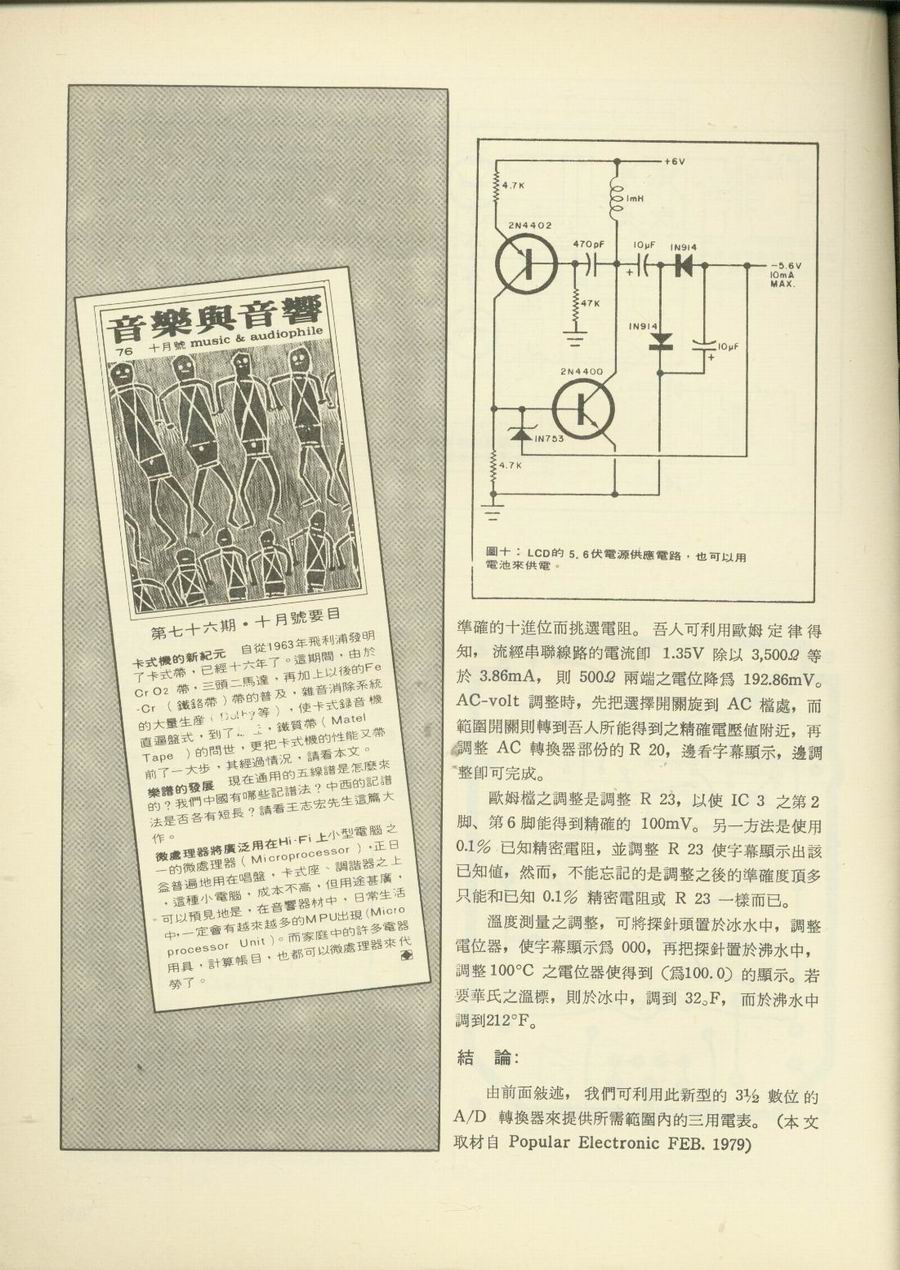 音樂與音響
76 十月號 music & audiophile
第七十六期•十月號要目
卡式機的新紀元 自從1963年飛利浦發明
了卡式帶,已經十六年了。這期間,由於
CrO2 帶,三頭二馬達,再加上以後的Fe
-Cr (鐵鉻帶)帶的普及,雜音消除系統
的大量生產( 等),使卡式錄音機
直逼盤式,到了 鐵質帶(Matel
Tape )的問世,更把卡式機的性能又帶
前了一大步,其經過情況,請看本文。
樂譜的發展 現在通用的五線譜是怎麼來
的?我們中國有哪些記譜法?中西的記譜
法是否各有短長?請看王志宏先生這篇大
作。
微處理器將廣泛用在Hi-Fi上小型電腦之
一的微處理器(Microprocessor),正日
益普遍地用在唱盤,卡式座、調諧器之上
,這種小電腦,成本不高,但用途甚廣,
可以預見地是,在音響器材中,日常生活
中,一定會有越來越多的MPU出現(Micro
processor Unit)。而家庭中的許多電器
用具,計算帳目,也都可以微處理器來代
勞了。
+6V
4.7K
1mH
2N4402
470pF
10μF
1N914
-5.6V
10mA
MAX.
47K
1N914
10μF
2N4400
1N753
4.7K
圖十:LCD的 5.6伏電源供應電路,也可以用
電池來供電。
準確的十進位而挑選電阻。吾人可利用歐姆定律得
知,流經串聯線路的電流卽 1.35V 除以 3,500Ω 等
於 3.86mA,則 500Ω 兩端之電位降爲 192.86mV。
AC-volt 調整時,先把選擇開關旋到 AC 檔處,而
範圍開關則轉到吾人所能得到之精確電壓値附近,再
調整 AC 轉換器部份的 R 20,邊看字幕顯示,邊調
整卽可完成。
歐姆檔之調整是調整 R 23,以使 IC 3 之第 2
脚、第 6 脚能得到精確的 100mV。另一方法是使用
0.1% 已知精密電阻,並調整 R 23 使字幕顯示出該
已知値,然而,不能忘記的是調整之後的準確度頂多
只能和已知 0.1% 精密電阻或 R 23 一樣而已。
溫度測量之調整,可將探針頭置於冰水中,調整
電位器,使字幕顯示爲 000,再把探針置於沸水中,
調整100°C 之電位器使得到(爲100.0)的顯示。若
要華氏之溫標,則於冰中,調到 32。F,而於沸水中
調到212°F。
結 論:
由前面敍述,我們可利用此新型的 3½ 數位的
A/D 轉換器來提供所需範圍內的三用電表。(本文
取材自 Popular Electronic FEB. 1979)